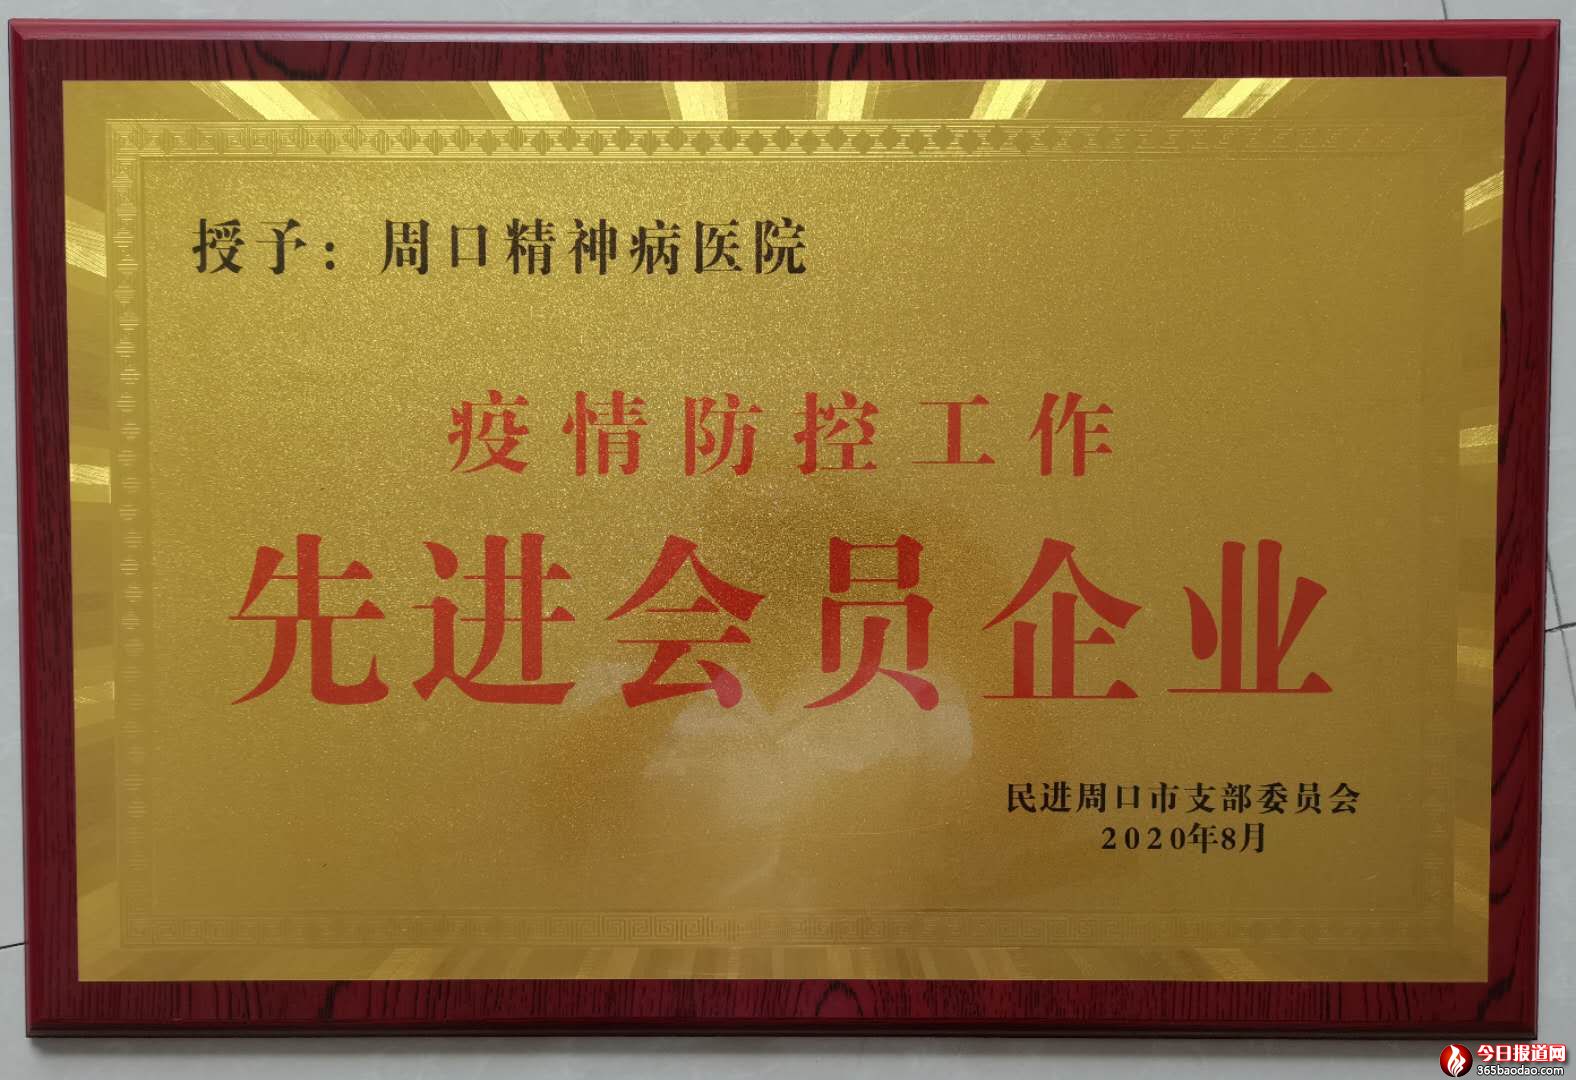 授予：周口精神病医院
疫情防控工作
先进会员企业
民进周口市支部委员会
2020年8月
今日报道网
365baodao.com